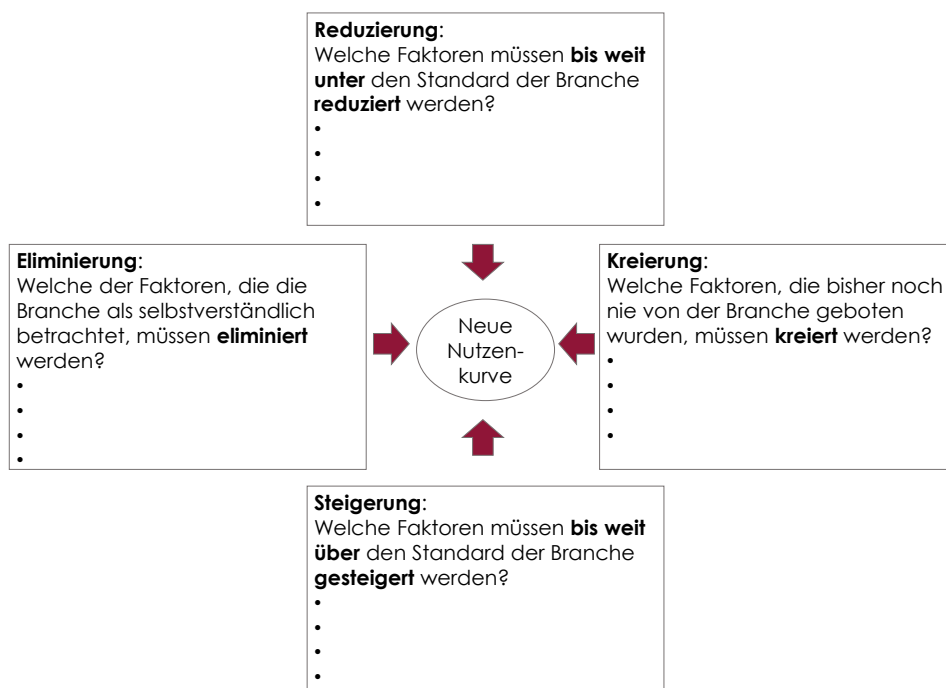 Reduzierung:
Welche Faktoren müssen bis weit
unter den Standard der Branche
reduziert werden?
•
•
•
•
Eliminierung:
Welche der Faktoren, die die
Branche als selbstverständlich
betrachtet, müssen eliminiert
werden?
•
•
•
•
Neue
Nutzen-
kurve
Kreierung:
Welche Faktoren, die bisher noch
nie von der Branche geboten
wurden, müssen kreiert werden?
•
•
•
•
Steigerung:
Welche Faktoren müssen bis weit
über den Standard der Branche
gesteigert werden?
•
•
•
•